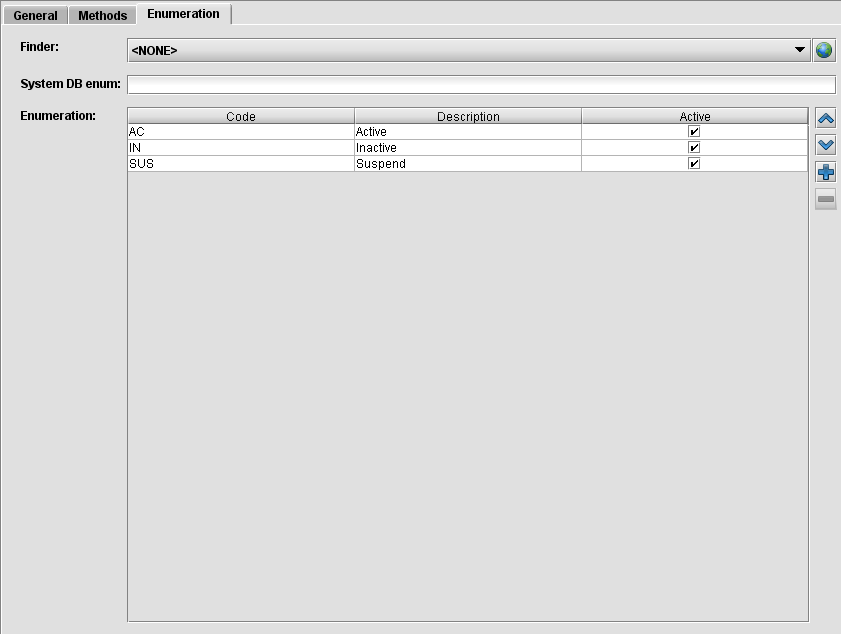 General Methods Enumeration
Finder: <NONE>
System DB enum:
Enumeration: Code Description Active
AC Active
IN Inactive
SUS Suspend